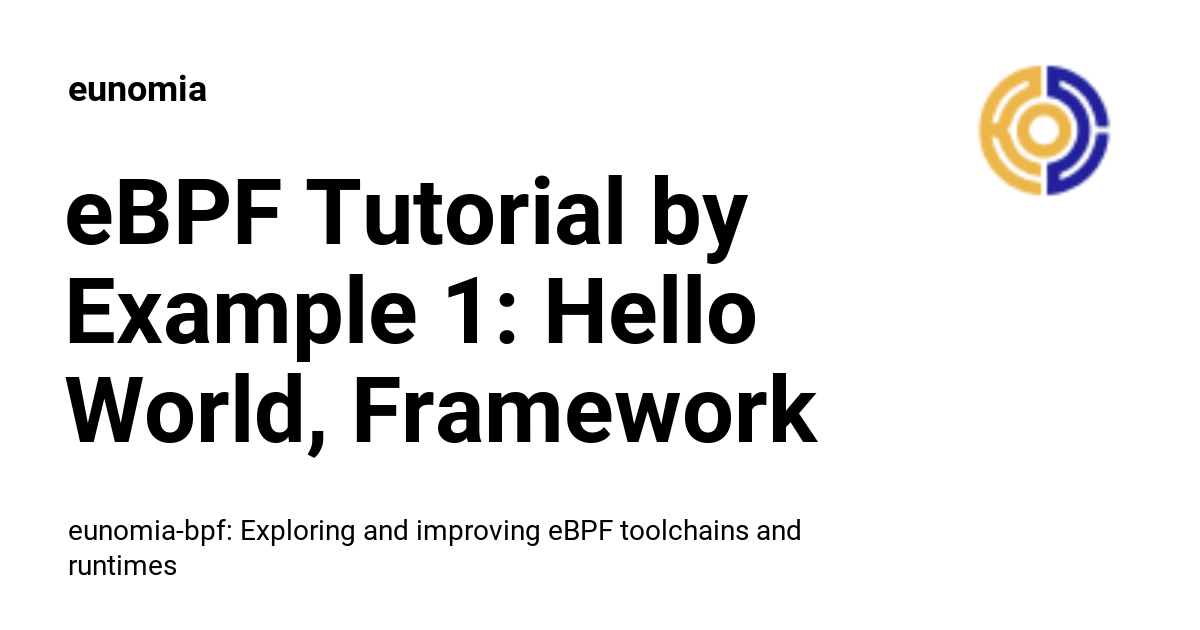 eunomia
eBPF Tutorial by
Example 1: Hello
World, Framework
eunomia-bpf: Exploring and improving eBPF toolchains and
runtimes